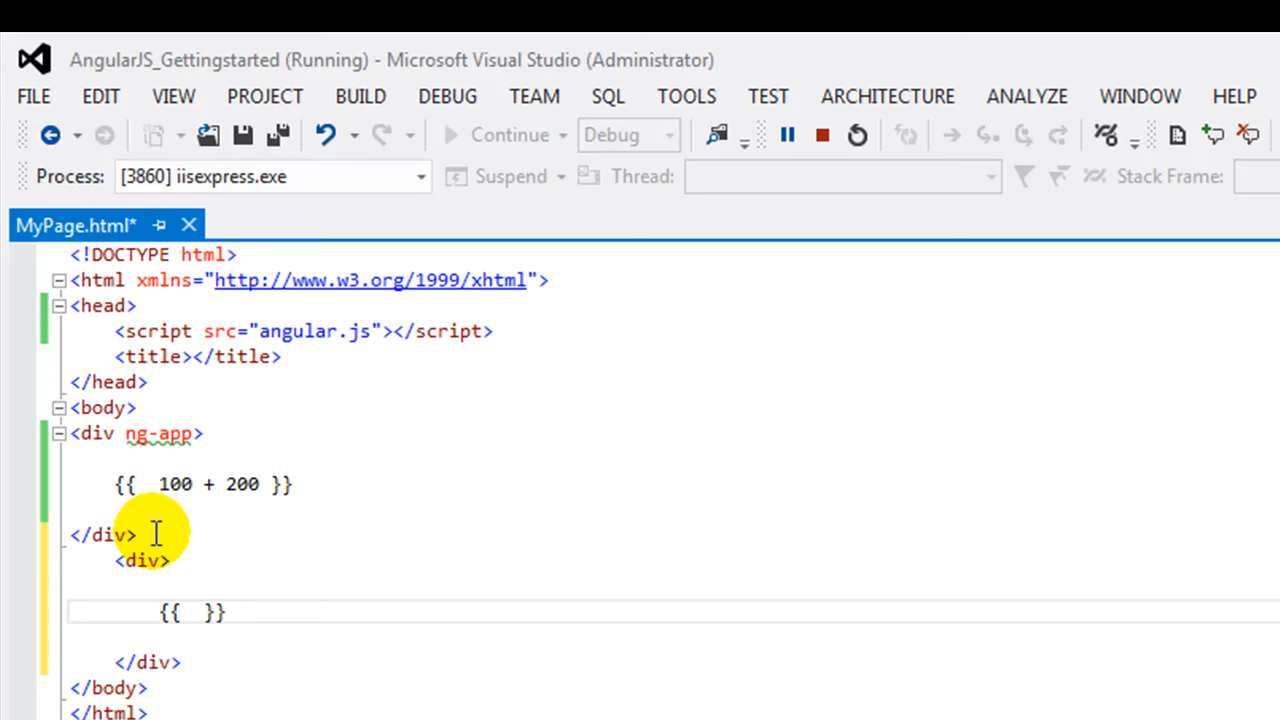 AngularJS_Gettingstarted (Running) - Microsoft Visual Studio (Administrator)
FILE EDIT VIEW PROJECT BUILD DEBUG TEAM SQL TOOLS TEST ARCHITECTURE ANALYZE WINDOW HELP
Continue Debug
Process: [3860] iisexpress.exe Suspend Thread: Stack Frame:
MyPage.html*
<!DOCTYPE html>
<html xmlns="http://www.w3.org/1999/xhtml">
<head>
<script src="angular.js"></script>
<title></title>
</head>
<body>
<div ng-app>
{{  100 + 200 }}
</div>
<div>
{{  }}
</div>
</body>
</html>